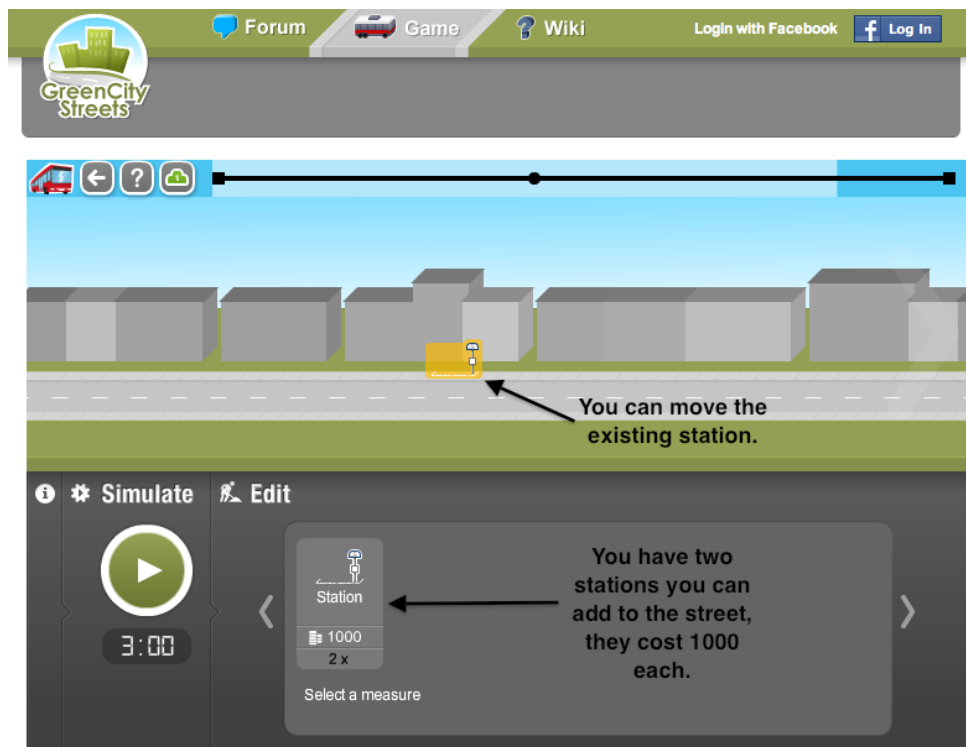 Forum
Game
Wiki
Login with Facebook
f Log In
GreenCity
Streets
?
1
You can move the
existing station.
i
Simulate
Edit
You have two
stations you can
add to the street,
they cost 1000
each.
Station
1000
2 x
3:00
Select a measure